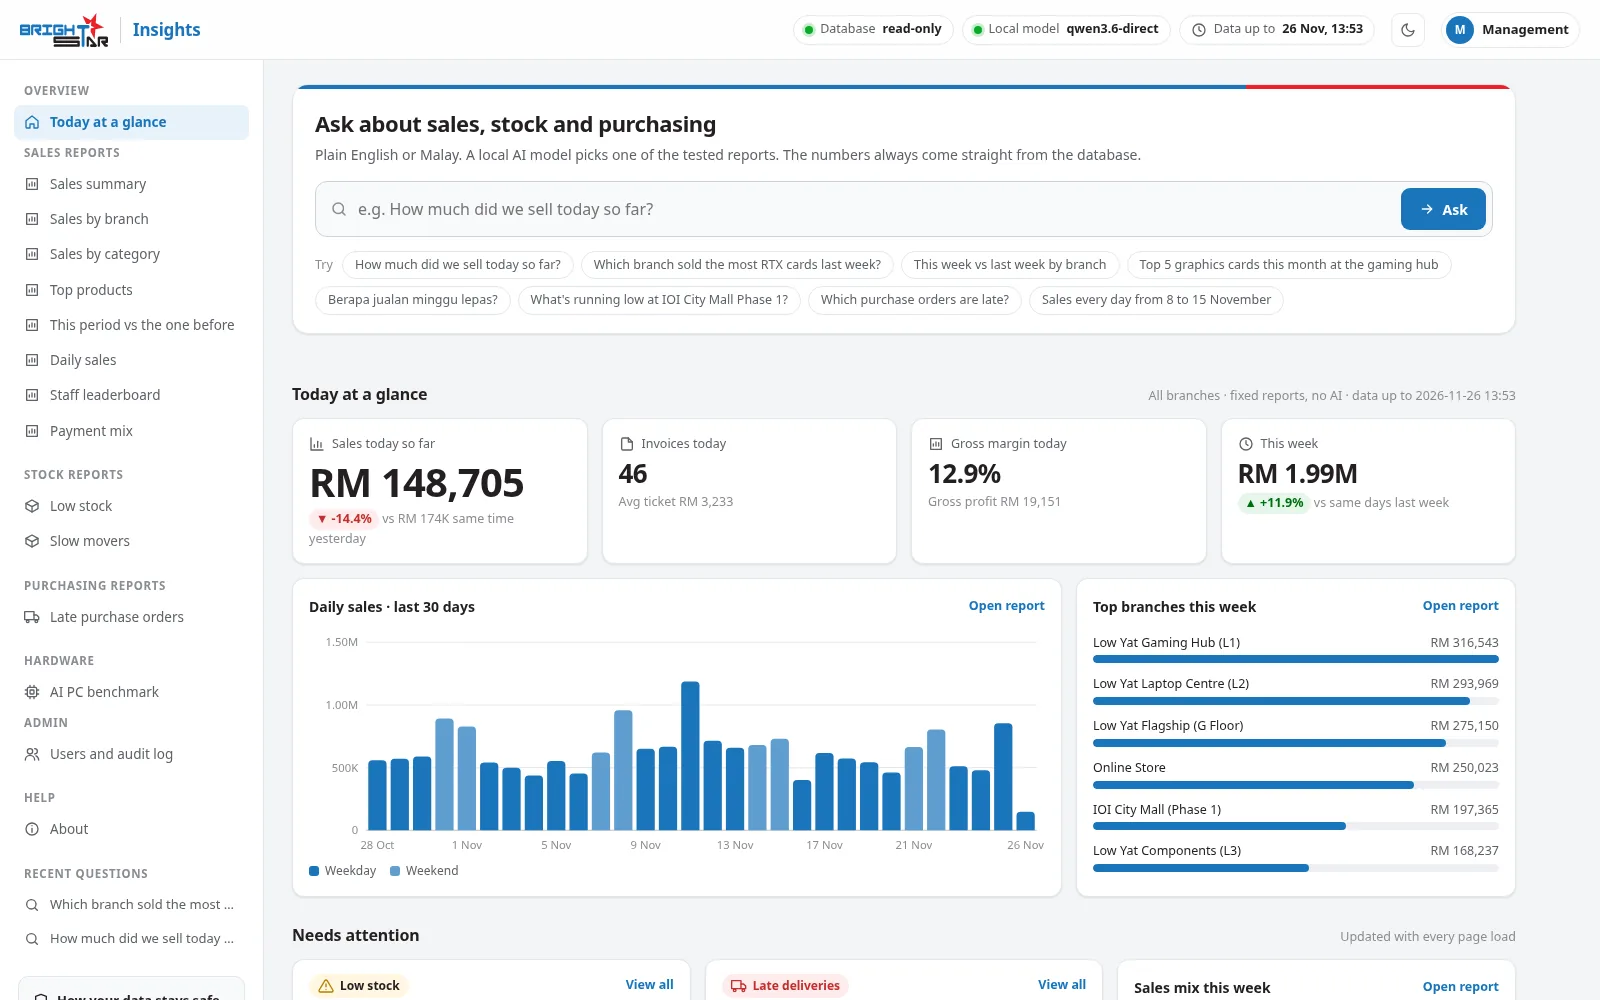 BRIGHT STAR
Insights
Database read-only
Local model qwen3.6-direct
Data up to 26 Nov, 13:53
M
Management
OVERVIEW
Today at a glance
SALES REPORTS
Sales summary
Sales by branch
Sales by category
Top products
This period vs the one before
Daily sales
Staff leaderboard
Payment mix
STOCK REPORTS
Low stock
Slow movers
PURCHASING REPORTS
Late purchase orders
HARDWARE
AI PC benchmark
ADMIN
Users and audit log
HELP
About
RECENT QUESTIONS
Which branch sold the most ...
How much did we sell today ...
How your data stays safe
Ask about sales, stock and purchasing
Plain English or Malay. A local AI model picks one of the tested reports. The numbers always come straight from the database.
e.g. How much did we sell today so far?
Ask
Try
How much did we sell today so far?
Which branch sold the most RTX cards last week?
This week vs last week by branch
Top 5 graphics cards this month at the gaming hub
Berapa jualan minggu lepas?
What's running low at IOI City Mall Phase 1?
Which purchase orders are late?
Sales every day from 8 to 15 November
Today at a glance
All branches · fixed reports, no AI · data up to 2026-11-26 13:53
Sales today so far
RM 148,705
▼ -14.4% vs RM 174K same time
yesterday
Invoices today
46
Avg ticket RM 3,233
Gross margin today
12.9%
Gross profit RM 19,151
This week
RM 1.99M
▲ +11.9% vs same days last week
Daily sales · last 30 days
Open report
1.50M
1.00M
500K
0
28 Oct
1 Nov
5 Nov
9 Nov
13 Nov
17 Nov
21 Nov
26 Nov
Weekday
Weekend
Top branches this week
Open report
Low Yat Gaming Hub (L1) RM 316,543
Low Yat Laptop Centre (L2) RM 293,969
Low Yat Flagship (G Floor) RM 275,150
Online Store RM 250,023
IOI City Mall (Phase 1) RM 197,365
Low Yat Components (L3) RM 168,237
Needs attention
Updated with every page load
Low stock
View all
Late deliveries
View all
Sales mix this week
Open report